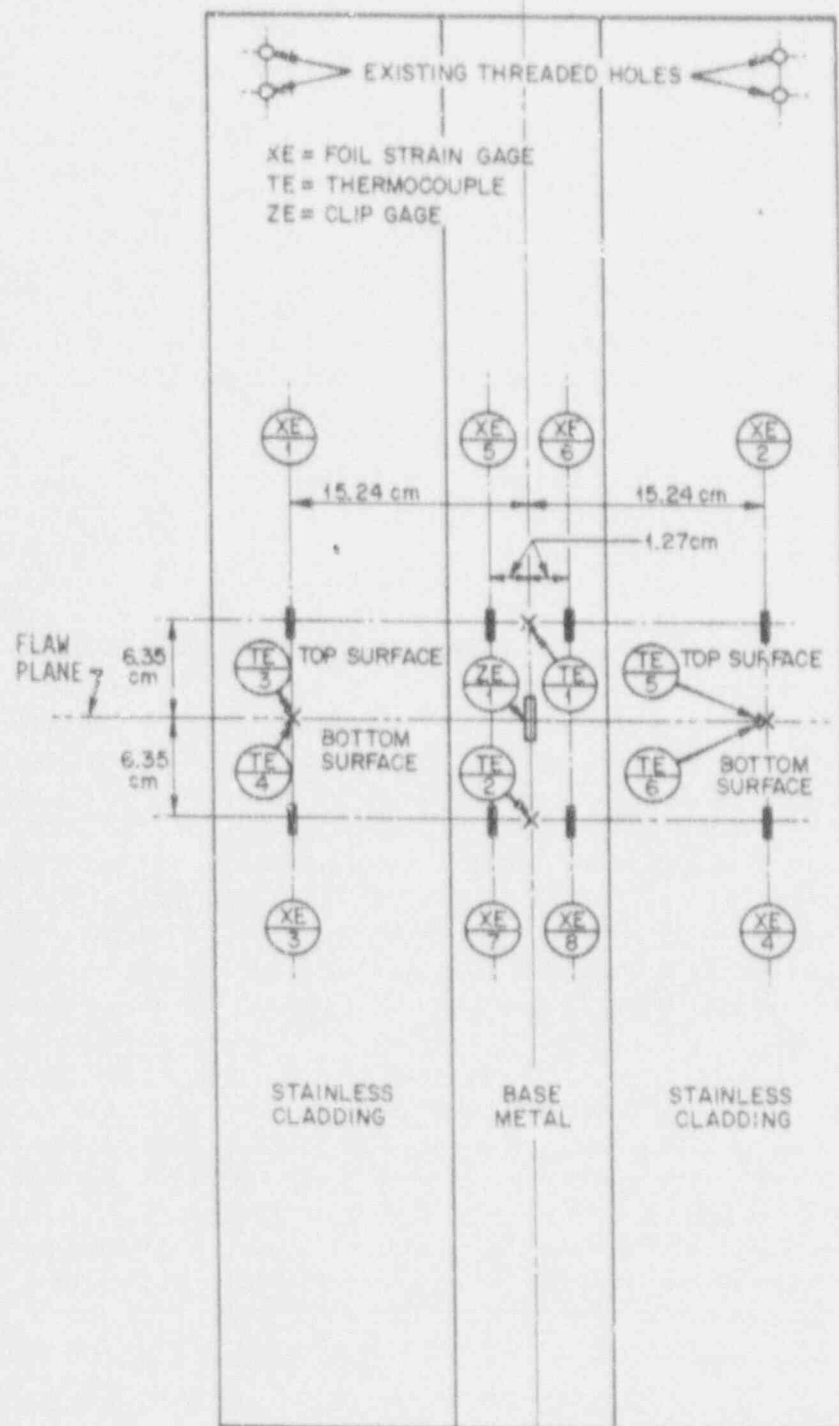 EXISTING THREADED HOLES
XE = FOIL STRAIN GAGE
TE = THERMOCOUPLE
ZE = CLIP GAGE
XE
1
XE
5
XE
6
XE
2
15.24 cm
15.24 cm
1.27cm
FLAW
PLANE
6.35
cm
TE
3
TOP SURFACE
ZE
1
TE
1
TE
5
TOP SURFACE
6.35
cm
TE
4
BOTTOM
SURFACE
TE
2
TE
6
BOTTOM
SURFACE
XE
3
XE
7
XE
8
XE
4
STAINLESS
CLADDING
BASE
METAL
STAINLESS
CLADDING